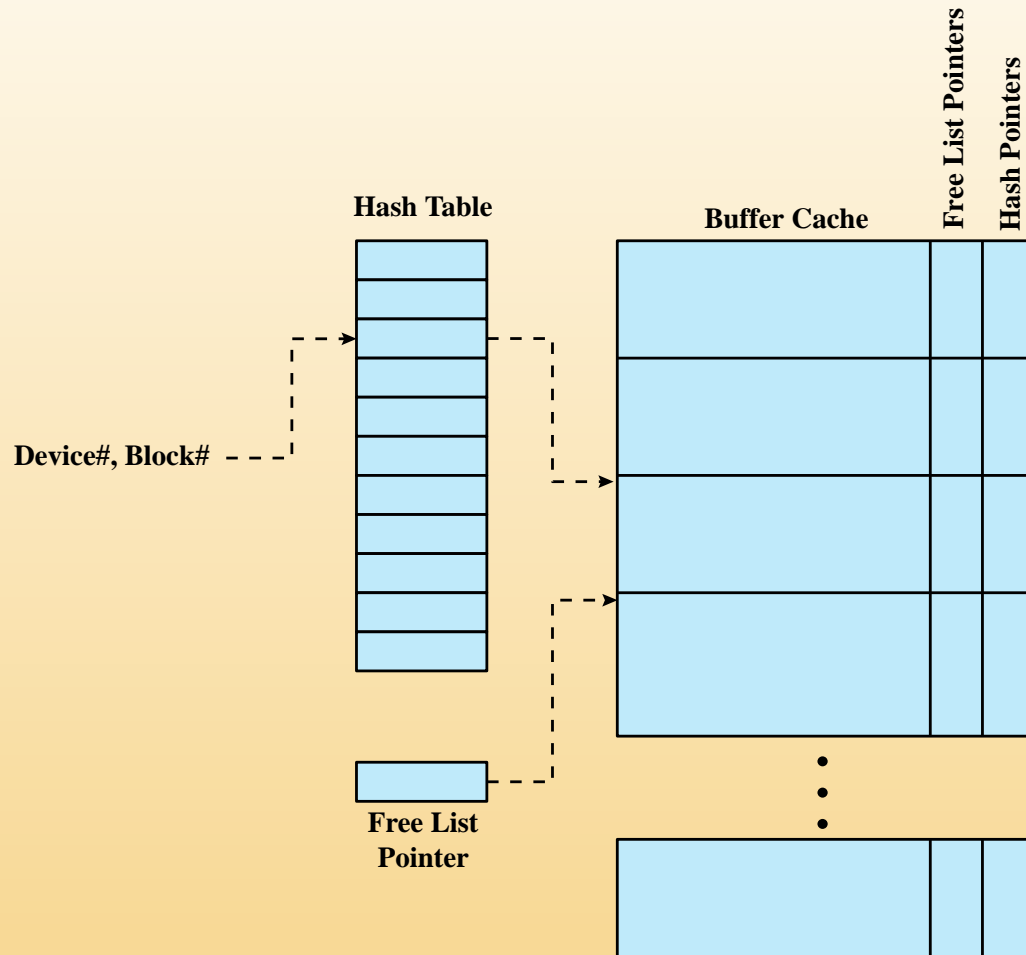 Free List Pointers
Hash Pointers
Hash Table
Buffer Cache
Device#, Block#
Free List
Pointer